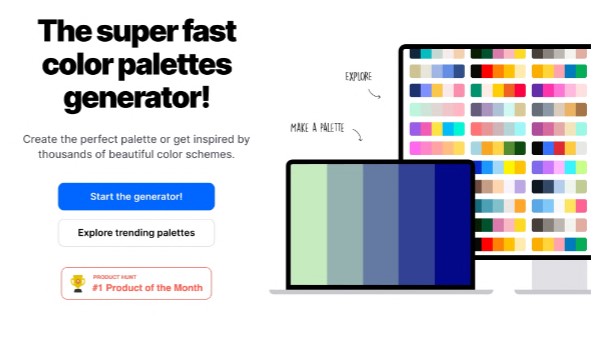 The super fast
color palettes
generator!
Create the perfect palette or get inspired by
thousands of beautiful color schemes.
Start the generator!
Explore trending palettes
PRODUCT HUNT
#1 Product of the Month
EXPLORE
MAKE A PALETTE